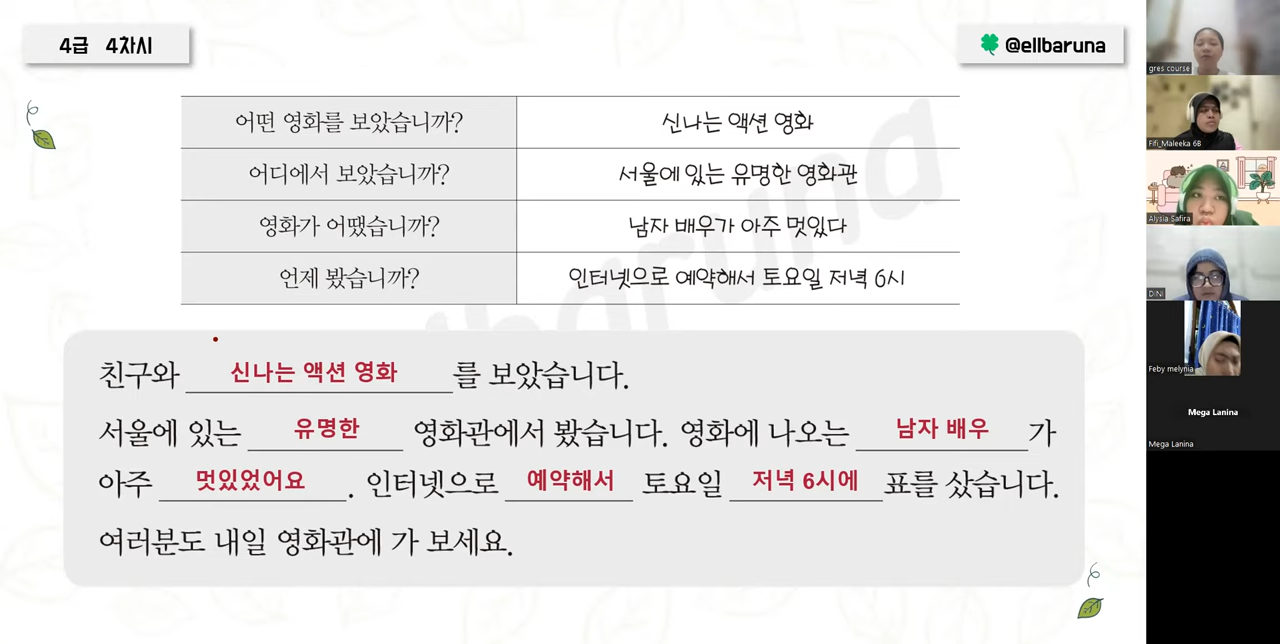 4급 4차시
@ellbaruna
어떤 영화를 보았습니까? 신나는 액션 영화
어디에서 보았습니까? 서울에 있는 유명한 영화관
영화가 어땠습니까? 남자 배우가 아주 멋있다
언제 봤습니까? 인터넷으로 예약해서 토요일 저녁 6시
ellbaruna
친구와 신나는 액션 영화 를 보았습니다.
서울에 있는 유명한 영화관에서 봤습니다. 영화에 나오는 남자 배우 가
아주 멋있었어요 . 인터넷으로 예약해서 토요일 저녁 6시에 표를 샀습니다.
여러분도 내일 영화관에 가 보세요.
gres course
Fifi_Maleeka 6B
Alysia Safira
DINI
Feby melynia
Mega Lanina
Mega Lanina